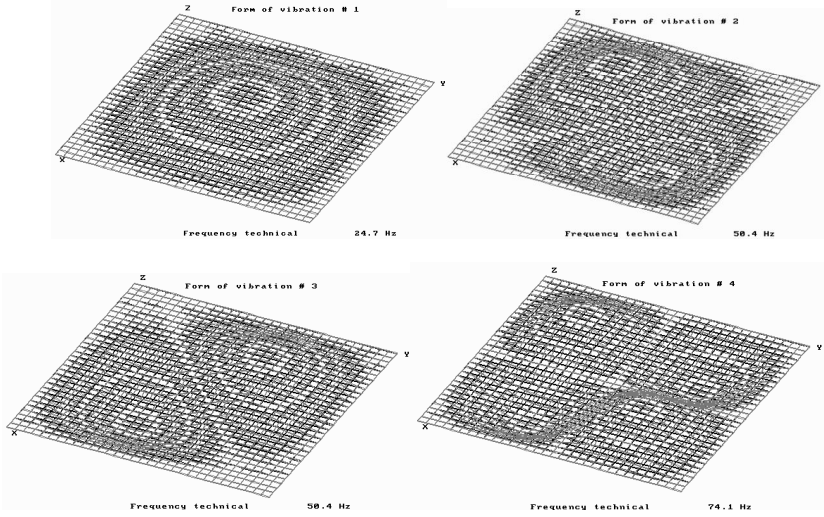 Form of vibration # 1
Z
Y
X
Frequency technical 24.7 Hz
Form of vibration # 2
Z
X
Frequency technical 50.4 Hz
Form of vibration # 3
Z
Y
X
Frequency technical 50.4 Hz
Form of vibration # 4
Z
Y
X
Frequency technical 74.1 Hz